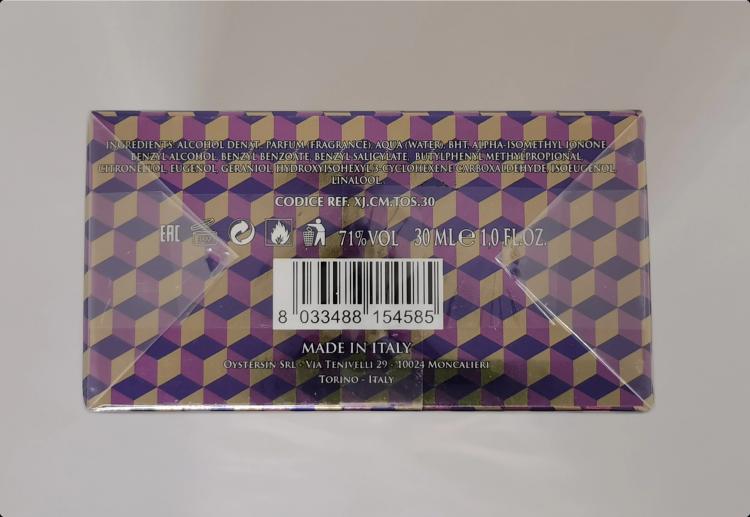 INGREDIENTS: ALCOHOL DENAT., PARFUM (FRAGRANCE), AQUA (WATER), BHT, ALPHA-ISOMETHYL IONONE,
BENZYL ALCOHOL, BENZYL BENZOATE, BENZYL SALICYLATE, BUTYLPHENYL METHYLPROPIONAL,
CITRONELLOL, EUGENOL, GERANIOL, HYDROXYISOHEXYL 3-CYCLOHEXENE CARBOXALDEHYDE, ISOEUGENOL,
LINALOOL.
CODICE REF. XJ.CM.TOS.30
EAC 71% VOL 30 ML ℮ 1,0 FL.OZ.
8 033488 154585
MADE IN ITALY
OYSTERSIN SRL · VIA TENIVELLI 29 · 10024 MONCALIERI
TORINO - ITALY